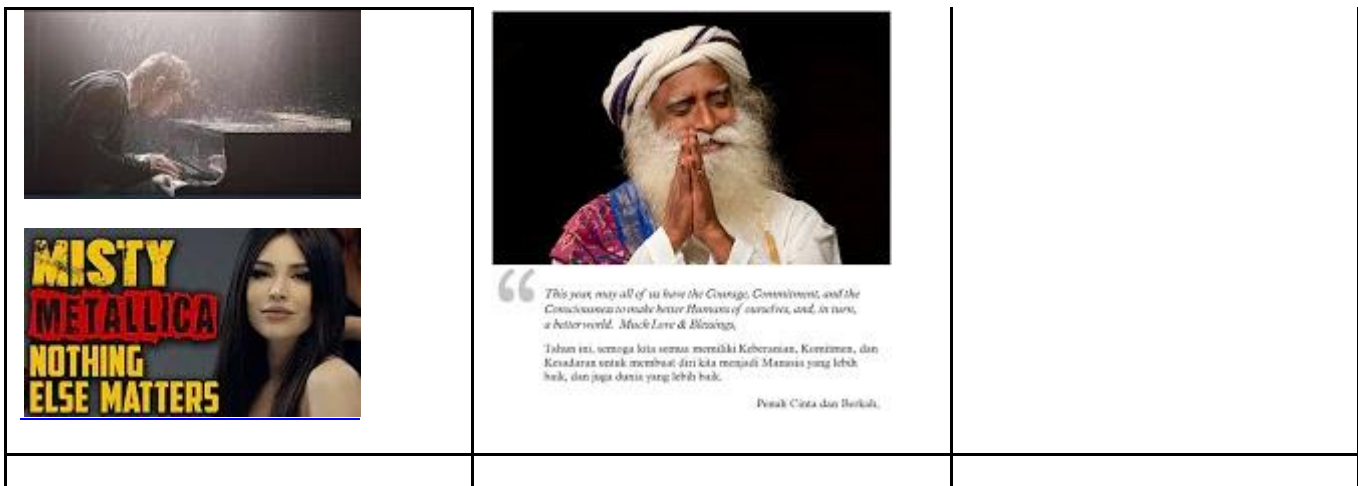 MISTY
METALLICA
NOTHING
ELSE MATTERS
“
This year, may all of us have the Courage, Commitment, and the
Consciousness to make better Humans of ourselves, and, in turn,
a better world. Much Love & Blessings,
Tahun ini, semoga kita semua memiliki Keberanian, Komitmen, dan
Kesadaran untuk membuat diri kita menjadi Manusia yang lebih
baik, dan juga dunia yang lebih baik.
Penuh Cinta dan Berkah,